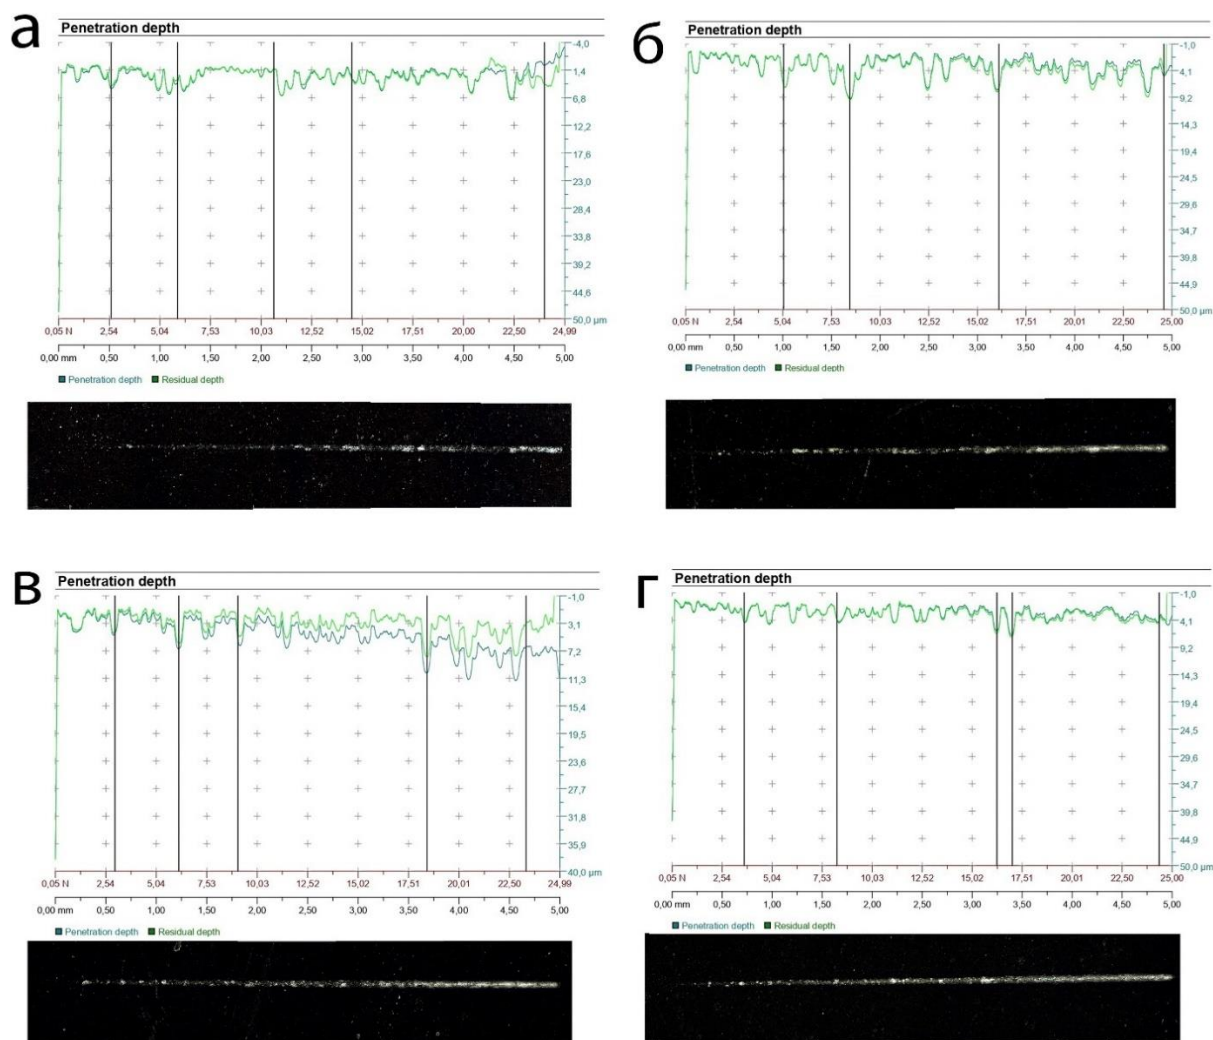 а
Penetration depth
-4,0
1,4
6,8
12,2
17,6
23,0
28,4
33,8
39,2
44,6
50,0 µm
0,05 N 2,54 5,04 7,53 10,03 12,52 15,02 17,51 20,00 22,50 24,99
0,00 mm 0,50 1,00 1,50 2,00 2,50 3,00 3,50 4,00 4,50 5,00
Penetration depth Residual depth
б
Penetration depth
-1,0
4,1
9,2
14,3
19,4
24,5
29,6
34,7
39,8
44,9
50,0 µm
0,05 N 2,54 5,04 7,53 10,03 12,52 15,02 17,51 20,01 22,50 25,00
0,00 mm 0,50 1,00 1,50 2,00 2,50 3,00 3,50 4,00 4,50 5,00
Penetration depth Residual depth
в
Penetration depth
-1,0
3,1
7,2
11,3
15,4
19,5
23,6
27,7
31,8
35,9
40,0 µm
0,05 N 2,54 5,04 7,53 10,03 12,52 15,02 17,51 20,01 22,50 24,99
0,00 mm 0,50 1,00 1,50 2,00 2,50 3,00 3,50 4,00 4,50 5,00
Penetration depth Residual depth
г
Penetration depth
-1,0
4,1
9,2
14,3
19,4
24,5
29,6
34,7
39,8
44,9
50,0 µm
0,05 N 2,54 5,04 7,53 10,03 12,52 15,02 17,51 20,01 22,50 25,00
0,00 mm 0,50 1,00 1,50 2,00 2,50 3,00 3,50 4,00 4,50 5,00
Penetration depth Residual depth